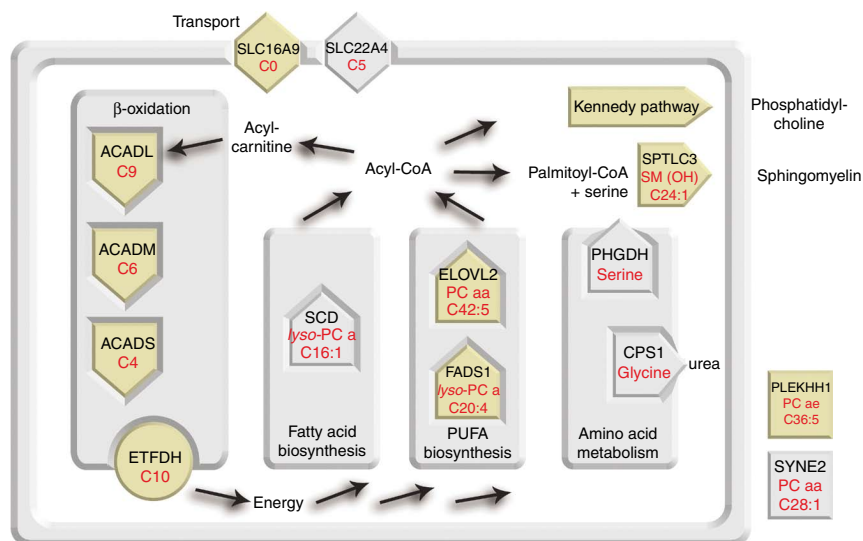 Transport
SLC16A9
C0
SLC22A4
C5
β-oxidation
ACADL
C9
ACADM
C6
ACADS
C4
ETFDH
C10
Acyl-
carnitine
Acyl-CoA
Kennedy pathway
Phosphatidyl-
choline
Palmitoyl-CoA
+ serine
SPTLC3
SM (OH)
C24:1
Sphingomyelin
SCD
lyso-PC a
C16:1
Fatty acid
biosynthesis
ELOVL2
PC aa
C42:5
FADS1
lyso-PC a
C20:4
PUFA
biosynthesis
PHGDH
Serine
CPS1
Glycine
urea
Amino acid
metabolism
Energy
PLEKHH1
PC ae
C36:5
SYNE2
PC aa
C28:1